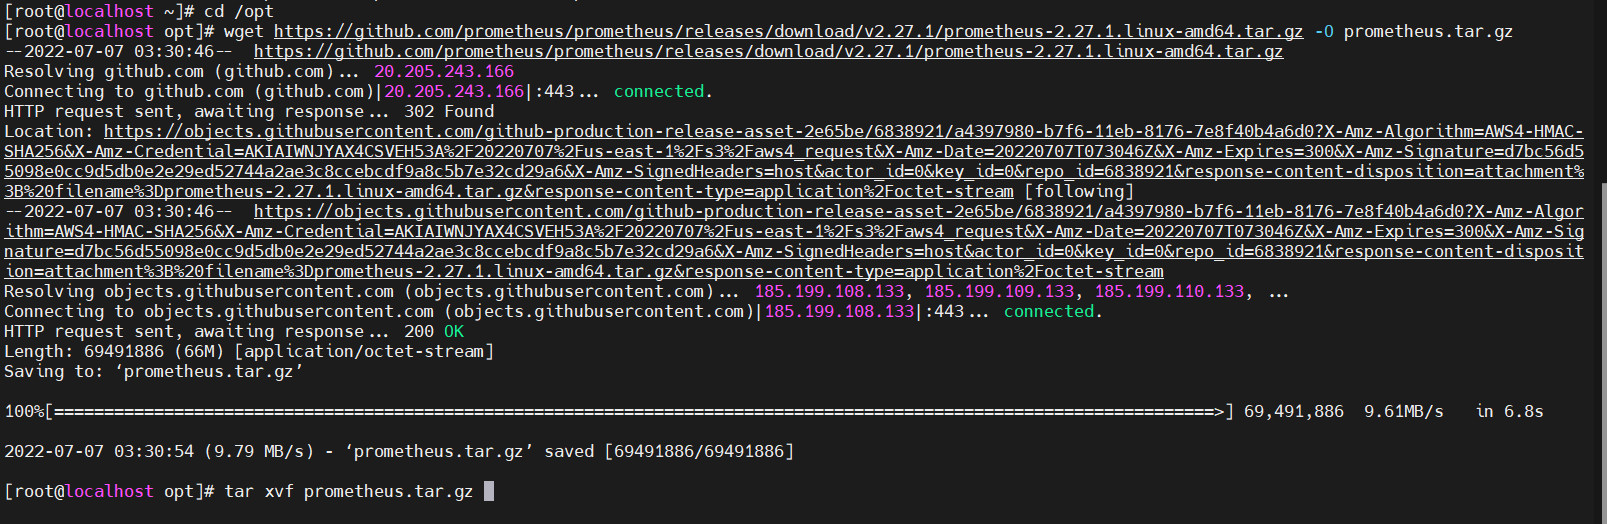 [root@localhost ~]# cd /opt
[root@localhost opt]# wget https://github.com/prometheus/prometheus/releases/download/v2.27.1/prometheus-2.27.1.linux-amd64.tar.gz -O prometheus.tar.gz
--2022-07-07 03:30:46--  https://github.com/prometheus/prometheus/releases/download/v2.27.1/prometheus-2.27.1.linux-amd64.tar.gz
Resolving github.com (github.com)... 20.205.243.166
Connecting to github.com (github.com)|20.205.243.166|:443... connected.
HTTP request sent, awaiting response... 302 Found
Location: https://objects.githubusercontent.com/github-production-release-asset-2e65be/6838921/a4397980-b7f6-11eb-8176-7e8f40b4a6d0?X-Amz-Algorithm=AWS4-HMAC-
SHA256&X-Amz-Credential=AKIAIWNJYAX4CSVEH53A%2F20220707%2Fus-east-1%2Fs3%2Faws4_request&X-Amz-Date=20220707T073046Z&X-Amz-Expires=300&X-Amz-Signature=d7bc56d5
5098e0cc9d5db0e2e29ed52744a2ae3c8ccebcdf9a8c5b7e32cd29a6&X-Amz-SignedHeaders=host&actor_id=0&key_id=0&repo_id=6838921&response-content-disposition=attachment%
3B%20filename%3Dprometheus-2.27.1.linux-amd64.tar.gz&response-content-type=application%2Foctet-stream [following]
--2022-07-07 03:30:46--  https://objects.githubusercontent.com/github-production-release-asset-2e65be/6838921/a4397980-b7f6-11eb-8176-7e8f40b4a6d0?X-Amz-Algor
ithm=AWS4-HMAC-SHA256&X-Amz-Credential=AKIAIWNJYAX4CSVEH53A%2F20220707%2Fus-east-1%2Fs3%2Faws4_request&X-Amz-Date=20220707T073046Z&X-Amz-Expires=300&X-Amz-Sig
nature=d7bc56d55098e0cc9d5db0e2e29ed52744a2ae3c8ccebcdf9a8c5b7e32cd29a6&X-Amz-SignedHeaders=host&actor_id=0&key_id=0&repo_id=6838921&response-content-disposit
ion=attachment%3B%20filename%3Dprometheus-2.27.1.linux-amd64.tar.gz&response-content-type=application%2Foctet-stream
Resolving objects.githubusercontent.com (objects.githubusercontent.com)... 185.199.108.133, 185.199.109.133, 185.199.110.133, ...
Connecting to objects.githubusercontent.com (objects.githubusercontent.com)|185.199.108.133|:443... connected.
HTTP request sent, awaiting response... 200 OK
Length: 69491886 (66M) [application/octet-stream]
Saving to: ‘prometheus.tar.gz’
100%[====================================================================================================================>] 69,491,886  9.61MB/s   in 6.8s
2022-07-07 03:30:54 (9.79 MB/s) - ‘prometheus.tar.gz’ saved [69491886/69491886]
[root@localhost opt]# tar xvf prometheus.tar.gz